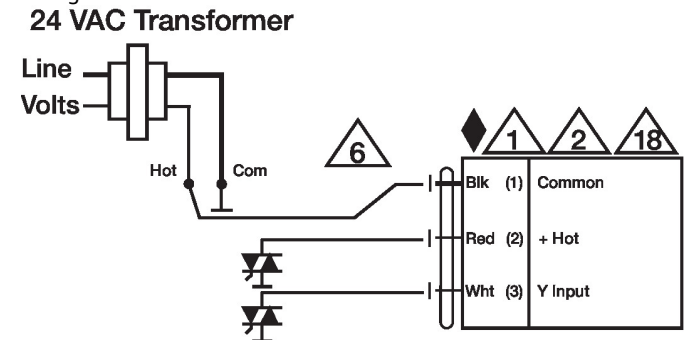 24 VAC Transformer
Line
Volts
Hot
Com
6
1
2
18
Blk (1) Common
Red (2) + Hot
Wht (3) Y Input